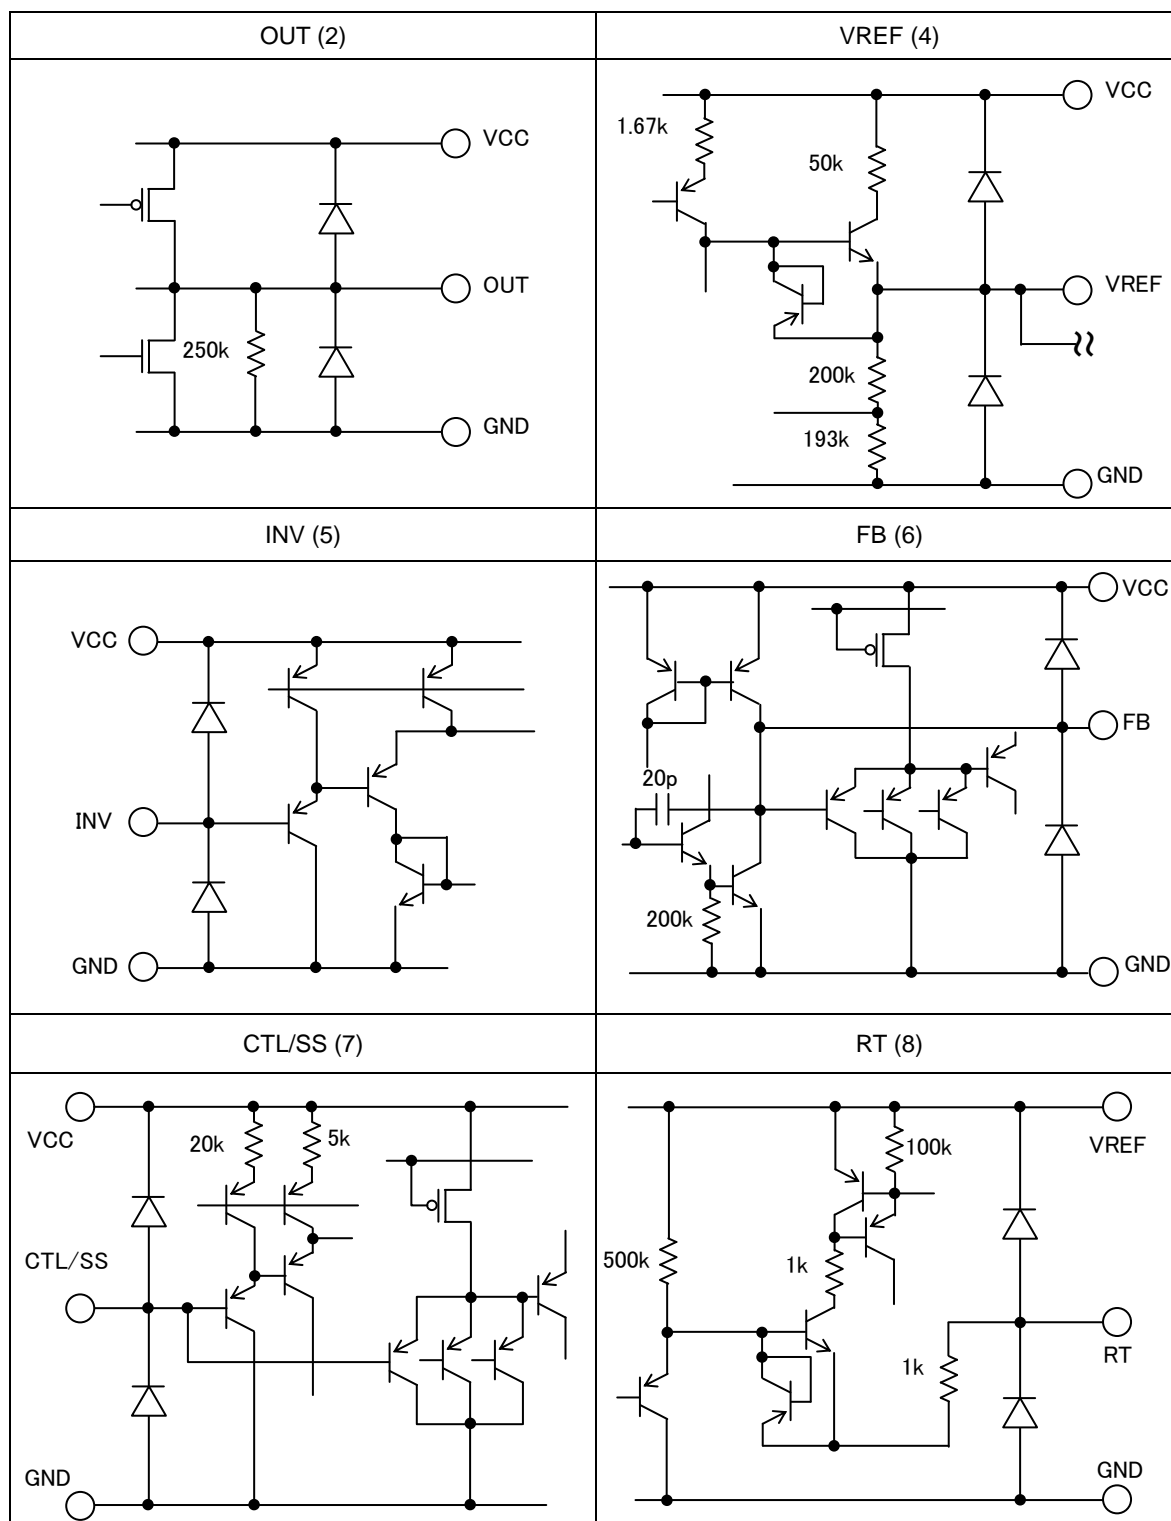 OUT (2)
VREF (4)
VCC
OUT
250k
GND
VCC
1.67k
50k
VREF
200k
193k
GND
INV (5)
FB (6)
VCC
INV
GND
VCC
FB
20p
200k
GND
CTL/SS (7)
RT (8)
VCC
20k
5k
CTL/SS
GND
VREF
100k
500k
1k
1k
RT
GND